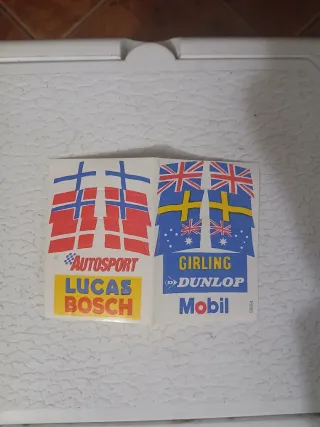 AUTOSPORT
LUCAS
BOSCH
GIRLING
DUNLOP
Mobil